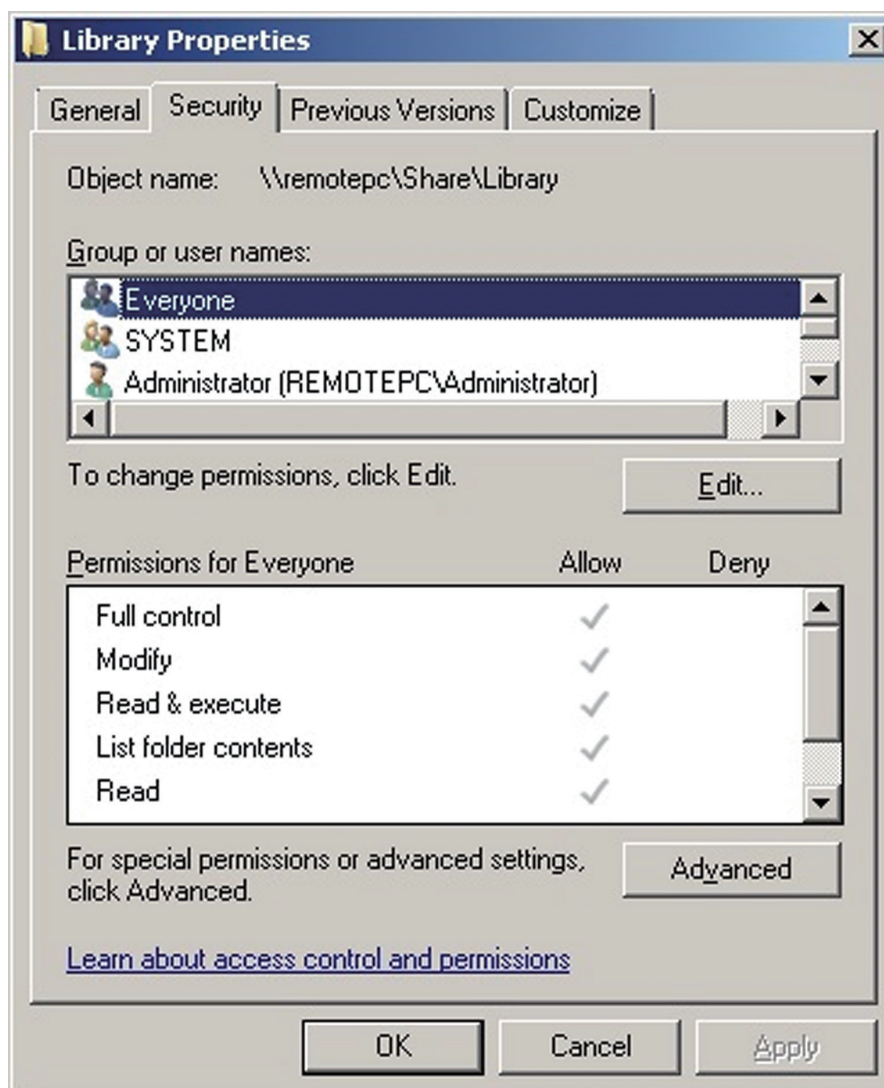 Library Properties
General Security Previous Versions Customize
Object name: \\remotepc\Share\Library
Group or user names:
Everyone
SYSTEM
Administrator (REMOTEPC\Administrator)
To change permissions, click Edit.
Edit...
Permissions for Everyone Allow Deny
Full control
Modify
Read & execute
List folder contents
Read
For special permissions or advanced settings,
click Advanced.
Advanced
Learn about access control and permissions
OK Cancel Apply